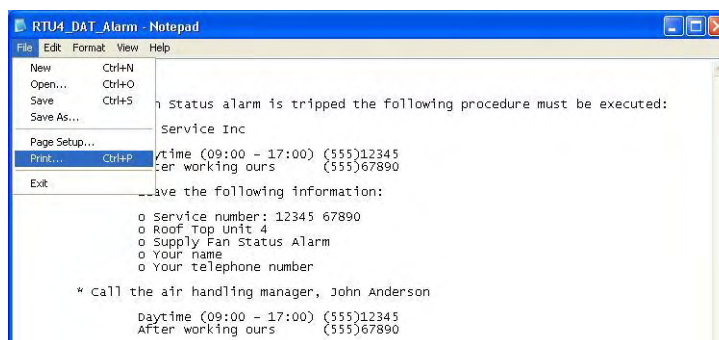 RTU4_DAT_Alarm - Notepad
File Edit Format View Help
New Ctrl+N
Open... Ctrl+O
Save Ctrl+S
Save As...
Page Setup...
Print... Ctrl+P
Exit
Status alarm is tripped the following procedure must be executed:
Service Inc
(09:00 - 17:00) (555)12345
working ours (555)67890
the following information:
o Service number: 12345 67890
o Roof Top Unit 4
o Supply Fan Status Alarm
o Your name
o Your telephone number
* Call the air handling manager, John Anderson
Daytime (09:00 - 17:00) (555)12345
After working ours (555)67890